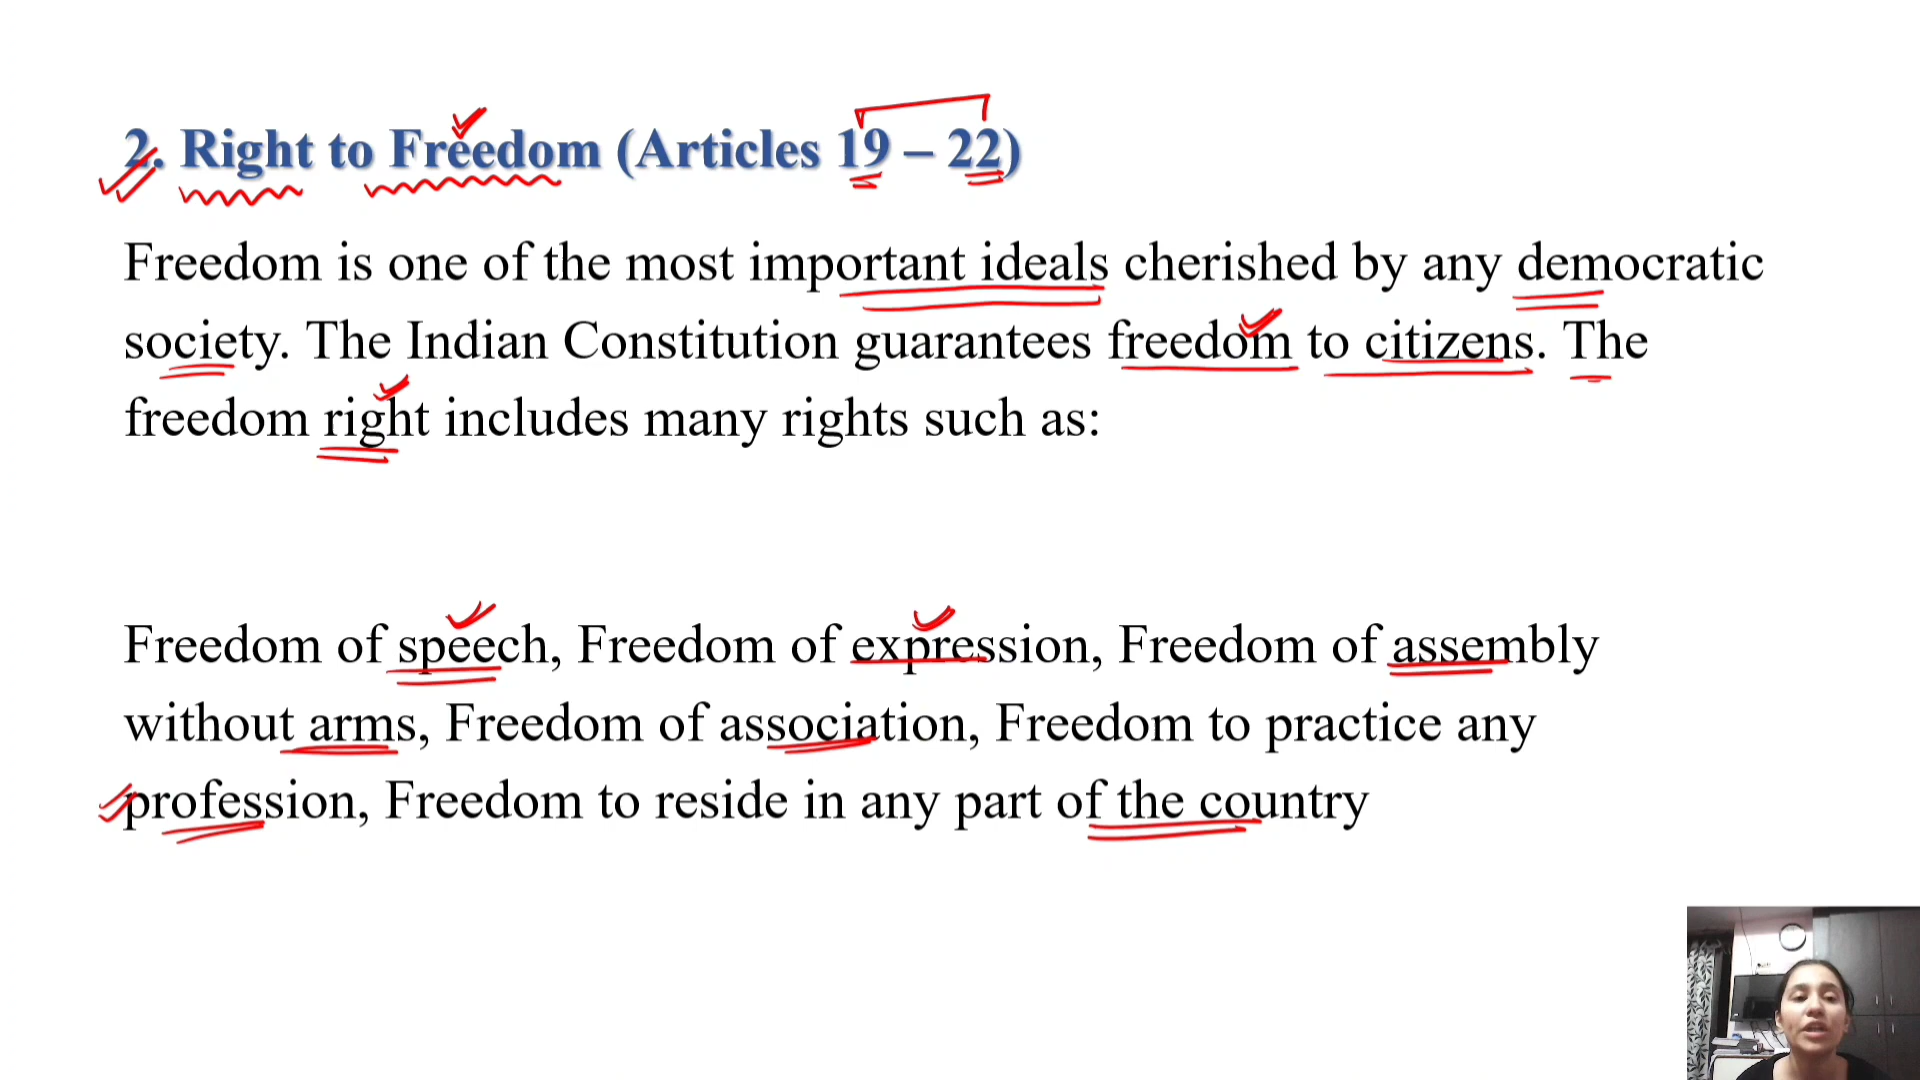 2. Right to Freedom (Articles 19 – 22)
Freedom is one of the most important ideals cherished by any democratic
society. The Indian Constitution guarantees freedom to citizens. The
freedom right includes many rights such as:
Freedom of speech, Freedom of expression, Freedom of assembly
without arms, Freedom of association, Freedom to practice any
profession, Freedom to reside in any part of the country